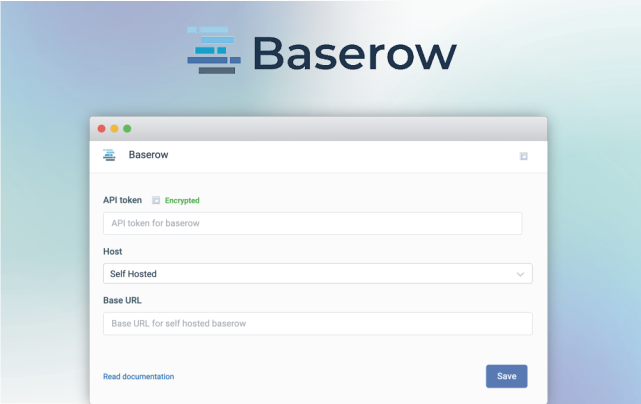 Baserow
Baserow
API token Encrypted
API token for baserow
Host
Self Hosted
Base URL
Base URL for self hosted baserow
Read documentation
Save